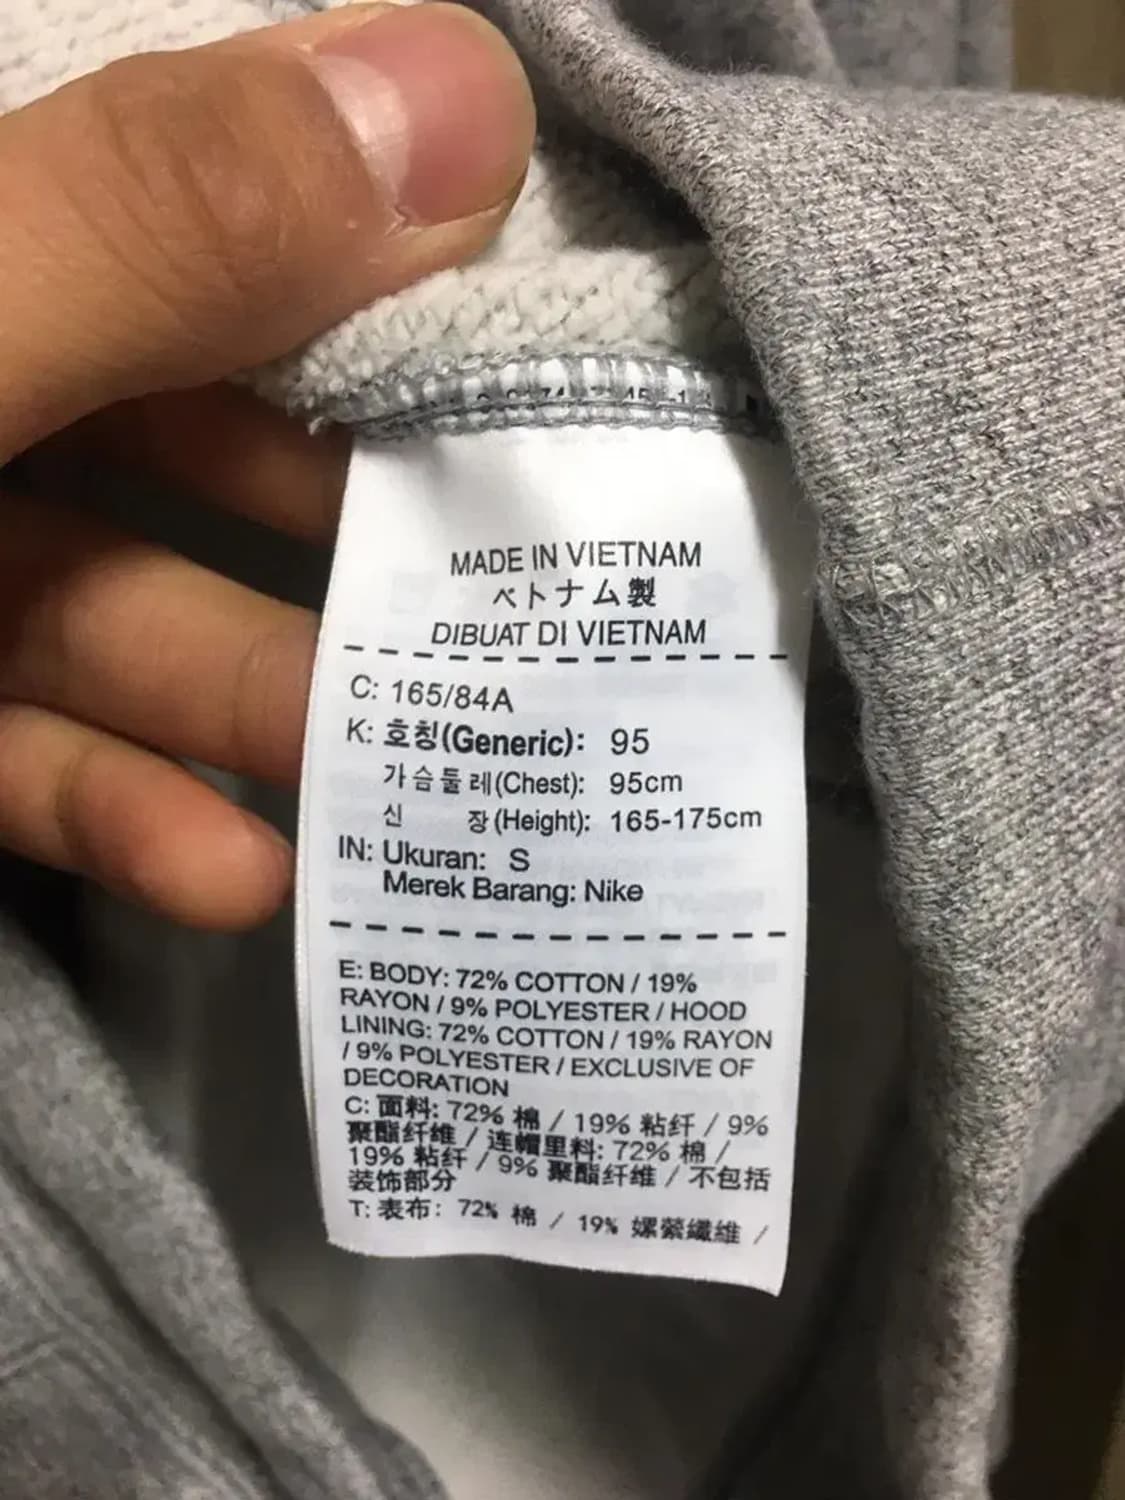 MADE IN VIETNAM
ベトナム製
DIBUAT DI VIETNAM
C: 165/84A
K: 호칭(Generic): 95
가슴둘레(Chest): 95cm
신 장(Height): 165-175cm
IN: Ukuran: S
Merek Barang: Nike
E: BODY: 72% COTTON / 19%
RAYON / 9% POLYESTER / HOOD
LINING: 72% COTTON / 19% RAYON
/ 9% POLYESTER / EXCLUSIVE OF
DECORATION
C: 面料: 72% 棉 / 19% 粘纤 / 9%
聚酯纤维 / 连帽里料: 72% 棉 /
19% 粘纤 / 9% 聚酯纤维 / 不包括
装饰部分
T: 表布: 72% 棉 / 19% 嫘縈纖維 /